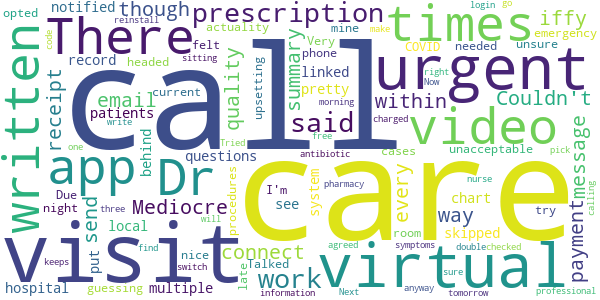 opted notified reinstall COVID login go
code though prescription times iffy
There mine make
record actuality felt Very phone needed unsure emergency
headed sitting
written receipt email quality upsetting summary linked pretty within urgent Couldn't
call current said video right Now
patients morning
app Dr behind write questions free Tried charged cases unacceptable message
one antibiotic
Due Mediocre I'm pharmacy every system chart nurse pick calling
night three procedures see care way try
send put local will connect room skipped payment
visit find nice agreed symptoms double checked
keeps switch late Talked virtual sure
hospital guessing multiple work information Next anyway tomorrow professional